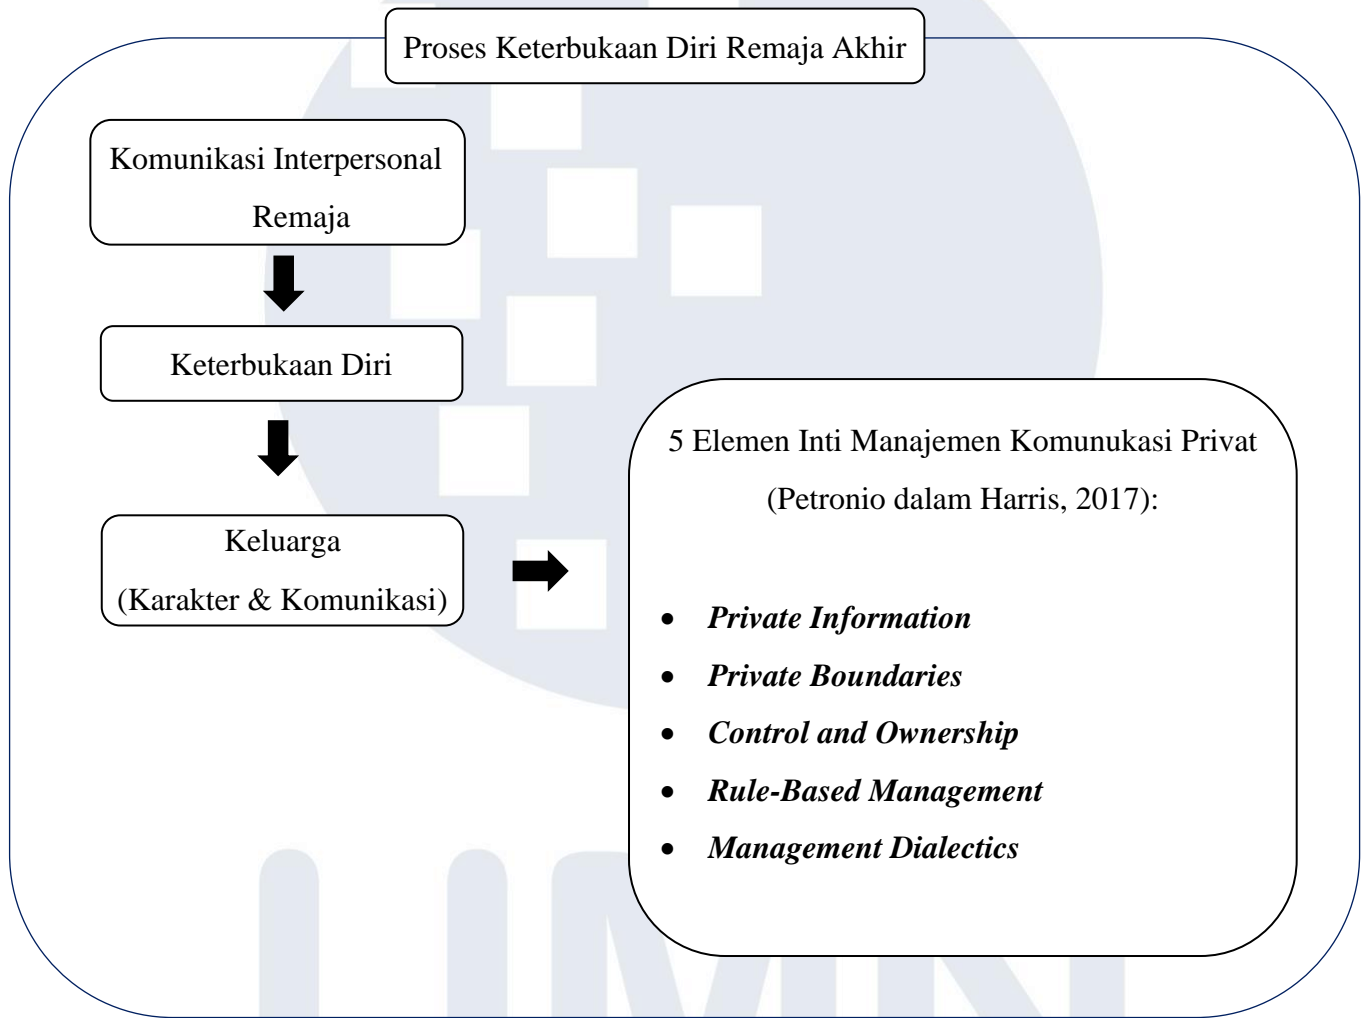 Proses Keterbukaan Diri Remaja Akhir
Komunikasi Interpersonal
Remaja
Keterbukaan Diri
Keluarga
(Karakter & Komunikasi)
5 Elemen Inti Manajemen Komunukasi Privat
(Petronio dalam Harris, 2017):
• Private Information
• Private Boundaries
• Control and Ownership
• Rule-Based Management
• Management Dialectics
UMN